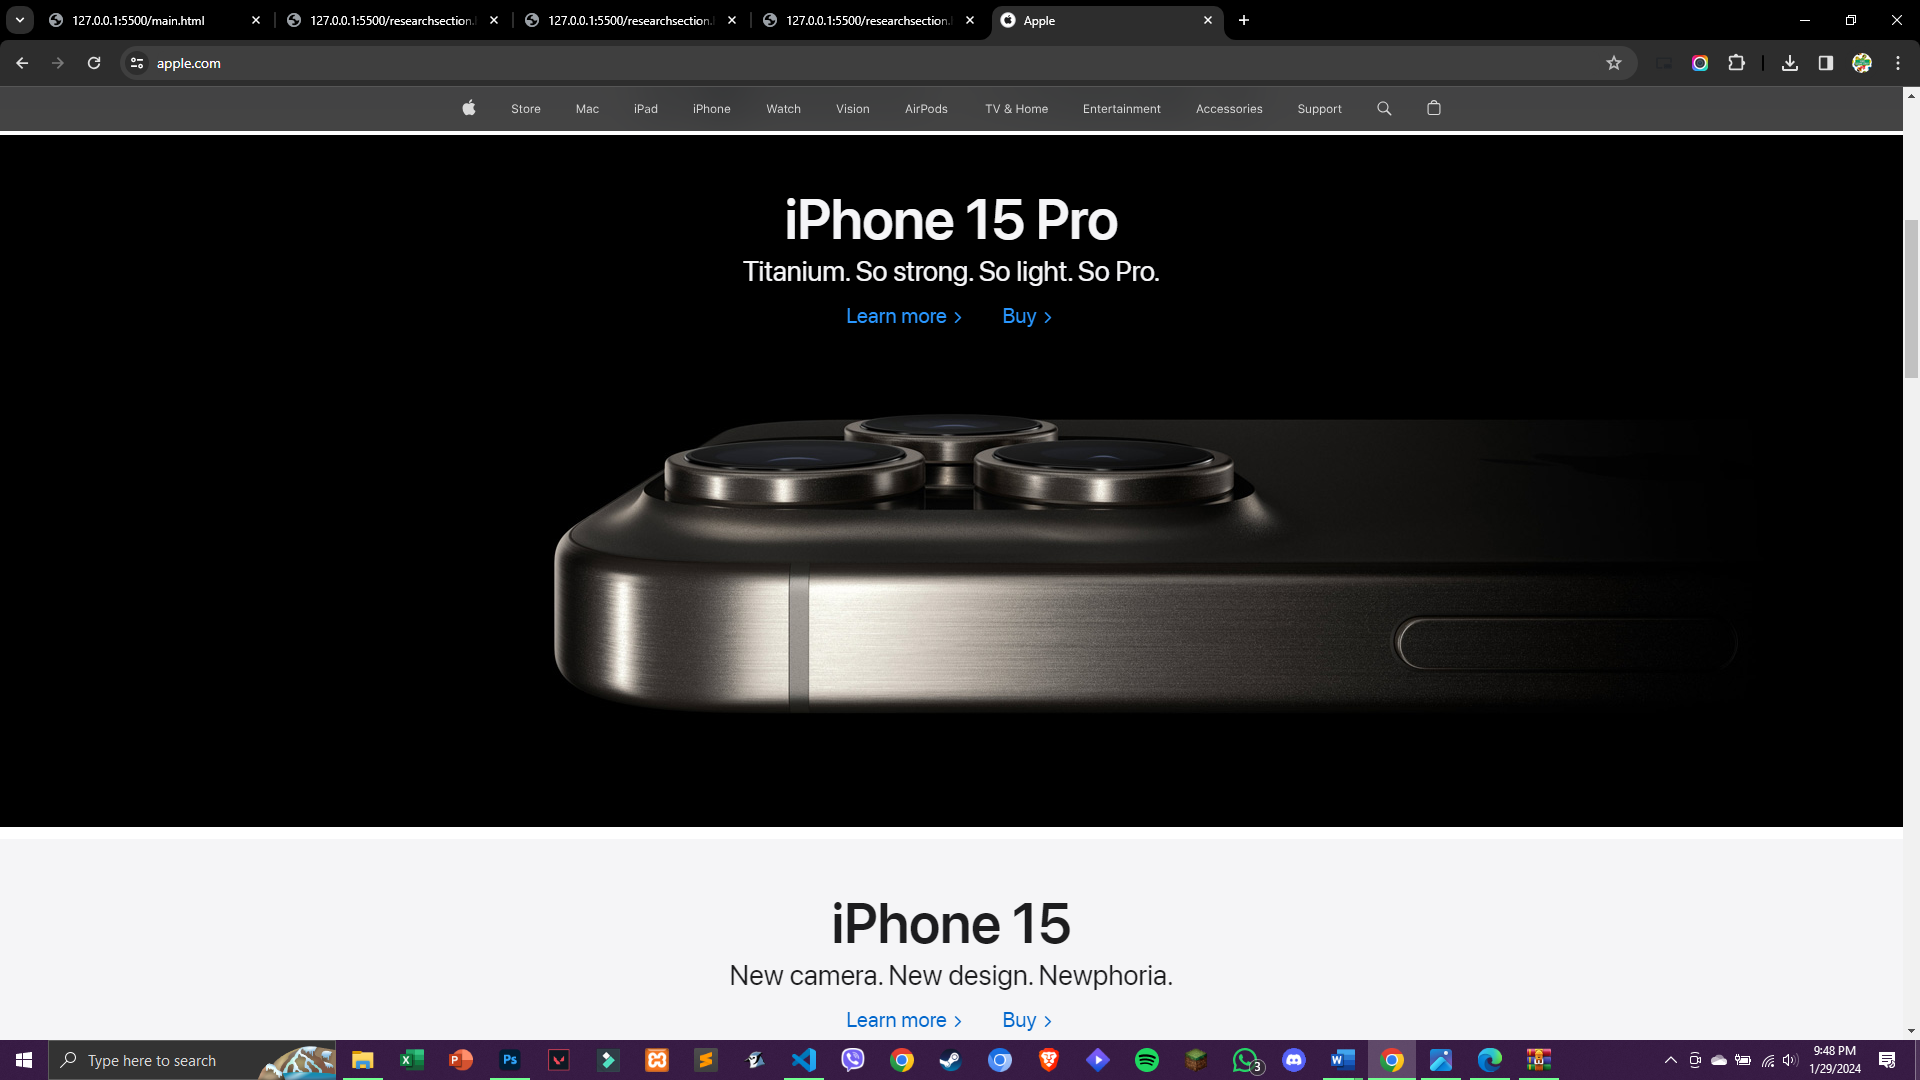 127.0.0.1:5500/main.html
127.0.0.1:5500/researchsection.
127.0.0.1:5500/researchsection.
127.0.0.1:5500/researchsection.
Apple
apple.com
Store Mac iPad iPhone Watch Vision AirPods TV & Home Entertainment Accessories Support
iPhone 15 Pro
Titanium. So strong. So light. So Pro.
Learn more > Buy >
iPhone 15
New camera. New design. Newphoria.
Learn more > Buy >
Type here to search
3
9:48 PM
1/29/2024